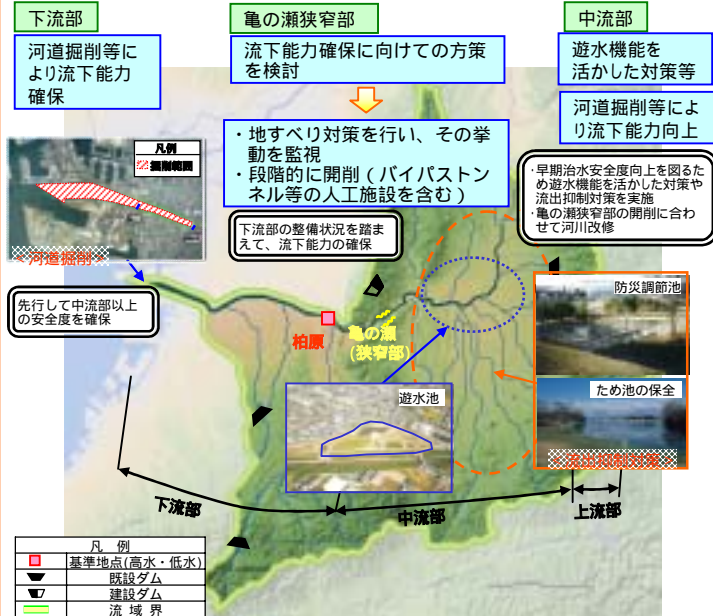 下流部
河道掘削等に
より流下能力
確保
亀の瀬狭窄部
流下能力確保に向けての方策
を検討
・地すべり対策を行い、その挙
動を監視
・段階的に開削(バイパストン
ネル等の人工施設を含む)
下流部の整備状況を踏ま
えて、流下能力の確保
中流部
遊水機能を
活かした対策等
河道掘削等によ
り流下能力向上
・早期治水安全度向上を図るた
め遊水機能を活かした対策や
流出抑制対策を実施
・亀の瀬狭窄部の開削に合わ
せて河川改修
凡例
掘削範囲
河道掘削
先行して中流部以上
の安全度を確保
柏原
亀の瀬
(狭窄部)
遊水池
防災調節池
ため池の保全
流出抑制対策
下流部
中流部
上流部
凡 例
基準地点(高水・低水)
既設ダム
建設ダム
流 域 界